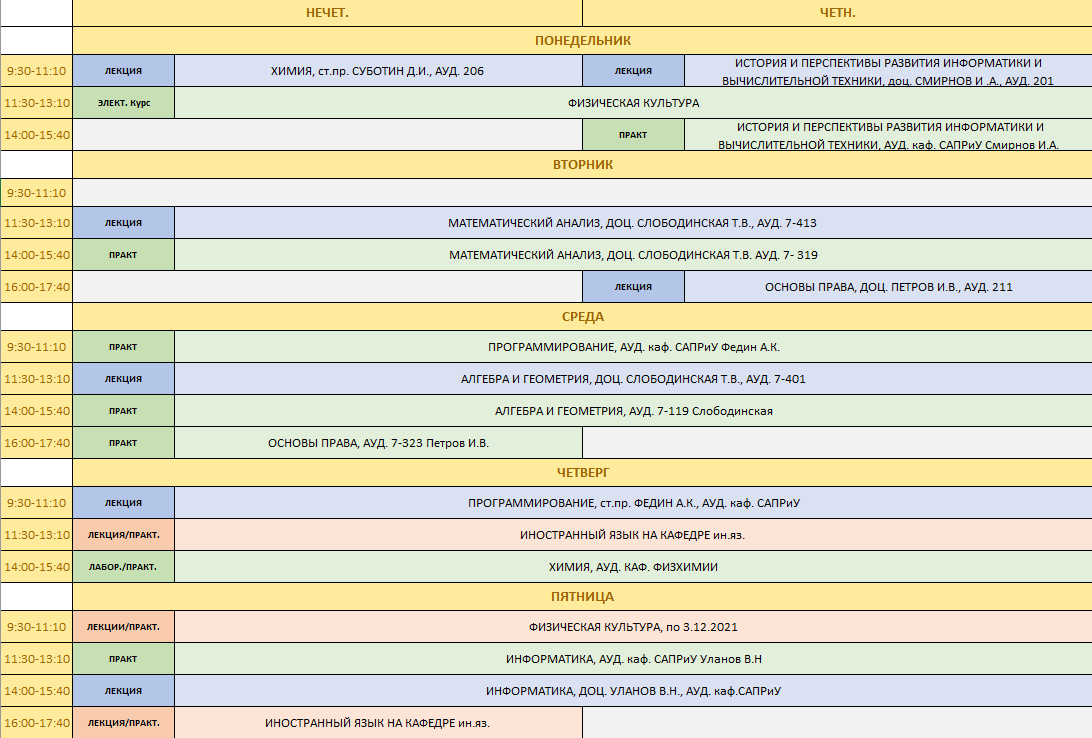 НЕЧЕТ. ЧЕТН.
ПОНЕДЕЛЬНИК
9:30-11:10 ЛЕКЦИЯ ХИМИЯ, ст.пр. СУБОТИН Д.И., АУД. 206 ЛЕКЦИЯ ИСТОРИЯ И ПЕРСПЕКТИВЫ РАЗВИТИЯ ИНФОРМАТИКИ И
ВЫЧИСЛИТЕЛЬНОЙ ТЕХНИКИ, доц. СМИРНОВ И .А., АУД. 201
11:30-13:10 ЭЛЕКТ. Курс ФИЗИЧЕСКАЯ КУЛЬТУРА
14:00-15:40 ПРАКТ ИСТОРИЯ И ПЕРСПЕКТИВЫ РАЗВИТИЯ ИНФОРМАТИКИ И
ВЫЧИСЛИТЕЛЬНОЙ ТЕХНИКИ, АУД. каф. САПРиУ Смирнов И.А.
ВТОРНИК
9:30-11:10
11:30-13:10 ЛЕКЦИЯ МАТЕМАТИЧЕСКИЙ АНАЛИЗ, ДОЦ. СЛОБОДИНСКАЯ Т.В., АУД. 7-413
14:00-15:40 ПРАКТ МАТЕМАТИЧЕСКИЙ АНАЛИЗ, ДОЦ. СЛОБОДИНСКАЯ Т.В. АУД. 7- 319
16:00-17:40 ЛЕКЦИЯ ОСНОВЫ ПРАВА, ДОЦ. ПЕТРОВ И.В., АУД. 211
СРЕДА
9:30-11:10 ПРАКТ ПРОГРАММИРОВАНИЕ, АУД. каф. САПРиУ Федин А.К.
11:30-13:10 ЛЕКЦИЯ АЛГЕБРА И ГЕОМЕТРИЯ, ДОЦ. СЛОБОДИНСКАЯ Т.В., АУД. 7-401
14:00-15:40 ПРАКТ АЛГЕБРА И ГЕОМЕТРИЯ, АУД. 7-119 Слободинская
16:00-17:40 ПРАКТ ОСНОВЫ ПРАВА, АУД. 7-323 Петров И.В.
ЧЕТВЕРГ
9:30-11:10 ЛЕКЦИЯ ПРОГРАММИРОВАНИЕ, ст.пр. ФЕДИН А.К., АУД. каф. САПРиУ
11:30-13:10 ЛЕКЦИЯ/ПРАКТ. ИНОСТРАННЫЙ ЯЗЫК НА КАФЕДРЕ ин.яз.
14:00-15:40 ЛАБОР./ПРАКТ. ХИМИЯ, АУД. КАФ. ФИЗХИМИИ
ПЯТНИЦА
9:30-11:10 ЛЕКЦИИ/ПРАКТ. ФИЗИЧЕСКАЯ КУЛЬТУРА, по 3.12.2021
11:30-13:10 ПРАКТ ИНФОРМАТИКА, АУД. каф. САПРиУ Уланов В.Н
14:00-15:40 ЛЕКЦИЯ ИНФОРМАТИКА, ДОЦ. УЛАНОВ В.Н., АУД. каф.САПРиУ
16:00-17:40 ЛЕКЦИЯ/ПРАКТ. ИНОСТРАННЫЙ ЯЗЫК НА КАФЕДРЕ ин.яз.